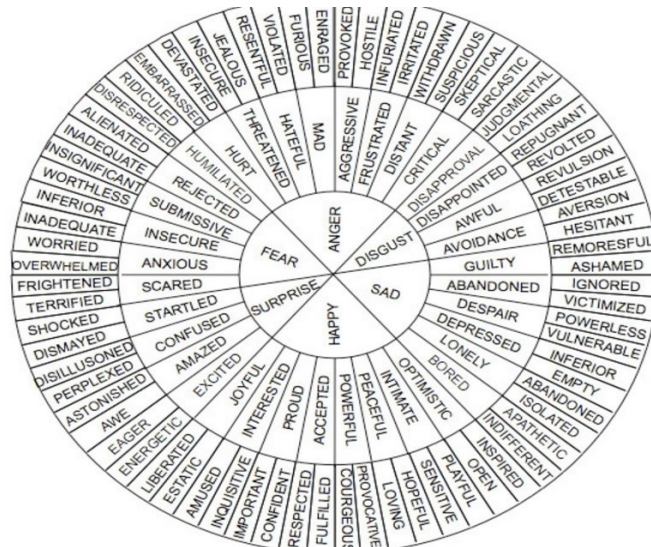 ANGER
DISGUST
SAD
HAPPY
SURPRISE
FEAR
HURT
THREATENED
HATEFUL
MAD
AGGRESSIVE
FRUSTRATED
DISTANT
CRITICAL
DISAPPROVAL
DISAPPOINTED
AWFUL
AVOIDANCE
GUILTY
ABANDONED
DESPAIR
DEPRESSED
LONELY
BORED
OPTIMISTIC
INTIMATE
PEACEFUL
POWERFUL
ACCEPTED
PROUD
INTERESTED
JOYFUL
EXCITED
AMAZED
CONFUSED
STARTLED
SCARED
ANXIOUS
INSECURE
SUBMISSIVE
REJECTED
HUMILIATED
EMBARRASSED
DEVASTATED
INSECURE
JEALOUS
RESENTFUL
VIOLATED
FURIOUS
ENRAGED
PROVOKED
HOSTILE
INFURIATED
IRRITATED
WITHDRAWN
SUSPICIOUS
SKEPTICAL
SARCASTIC
JUDGMENTAL
LOATHING
REPUGNANT
REVOLTED
REVULSION
DETESTABLE
AVERSION
HESITANT
REMORESFUL
ASHAMED
IGNORED
VICTIMIZED
POWERLESS
VULNERABLE
INFERIOR
EMPTY
ABANDONED
ISOLATED
APATHETIC
INDIFFERENT
INSPIRED
OPEN
PLAYFUL
SENSITIVE
HOPEFUL
LOVING
PROVOCATIVE
COURGEOUS
FULFILLED
RESPECTED
CONFIDENT
IMPORTANT
INQUISITIVE
AMUSED
ESTATIC
LIBERATED
ENERGETIC
EAGER
AWE
ASTONISHED
PERPLEXED
DISILLUSONED
DISMAYED
SHOCKED
TERRIFIED
FRIGHTENED
OVERWHELMED
WORRIED
INADEQUATE
INFERIOR
WORTHLESS
INSIGNIFICANT
INADEQUATE
ALIENATED
DISRESPECTED
RIDICULED